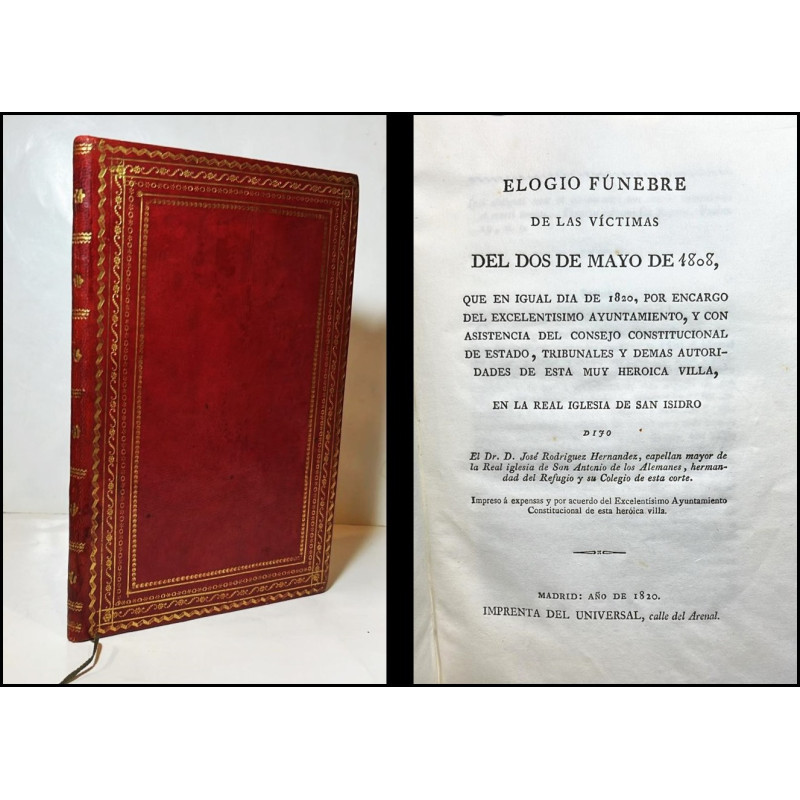 ELOGIO FÚNEBRE
DE LAS VÍCTIMAS
DEL DOS DE MAYO DE 1808,
QUE EN IGUAL DIA DE 1820, POR ENCARGO
DEL EXCELENTISIMO AYUNTAMIENTO, Y CON
ASISTENCIA DEL CONSEJO CONSTITUCIONAL
DE ESTADO, TRIBUNALES Y DEMAS AUTORI-
DADES DE ESTA MUY HEROICA VILLA,
EN LA REAL IGLESIA DE SAN ISIDRO
DIJO
El Dr. D. José Rodríguez Hernandez, capellan mayor de
la Real iglesia de San Antonio de los Alemanes, herman-
dad del Refugio y su Colegio de esta corte.
Impreso á expensas y por acuerdo del Excelentísimo Ayuntamiento
Constitucional de esta heróica villa.
MADRID: AÑO DE 1820.
IMPRENTA DEL UNIVERSAL, calle del Arenal.